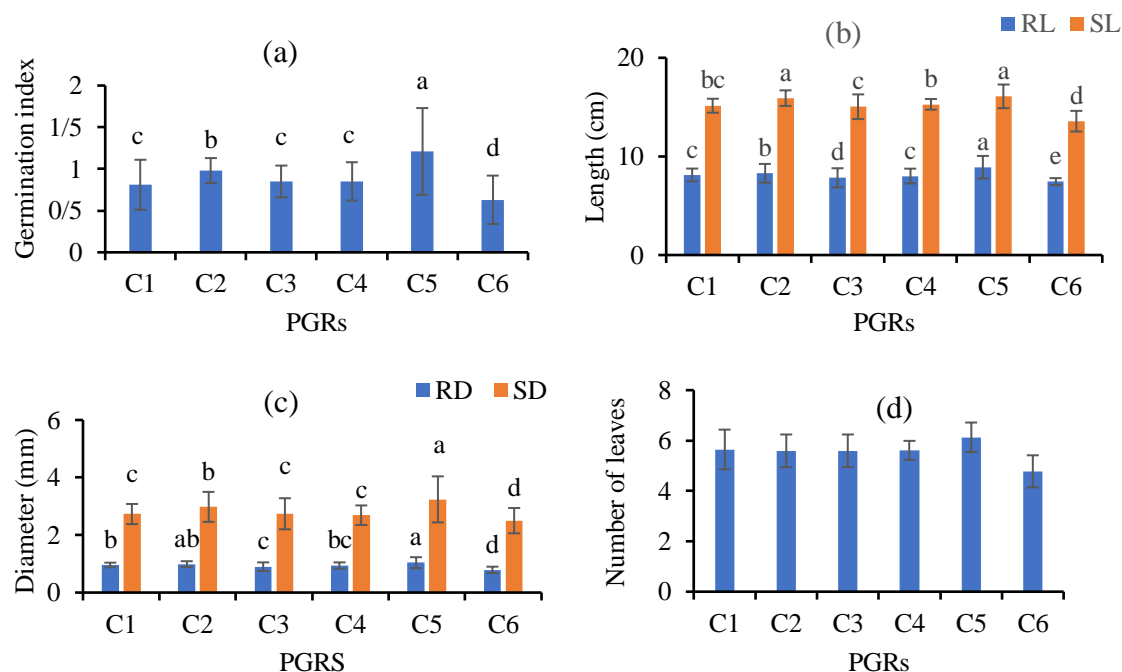 (a)
Germination index
2
1/5
1
0/5
0
c
b
c
c
a
d
C1 C2 C3 C4 C5 C6
PGRs
(b)
RL SL
Length (cm)
20
10
0
c
bc
b
a
d
c
c
b
a
a
e
d
C1 C2 C3 C4 C5 C6
PGRs
(c)
RD SD
Diameter (mm)
6
4
2
0
b
c
ab
b
c
c
bc
c
a
a
d
d
C1 C2 C3 C4 C5 C6
PGRS
(d)
Number of leaves
8
6
4
2
0
C1 C2 C3 C4 C5 C6
PGRs